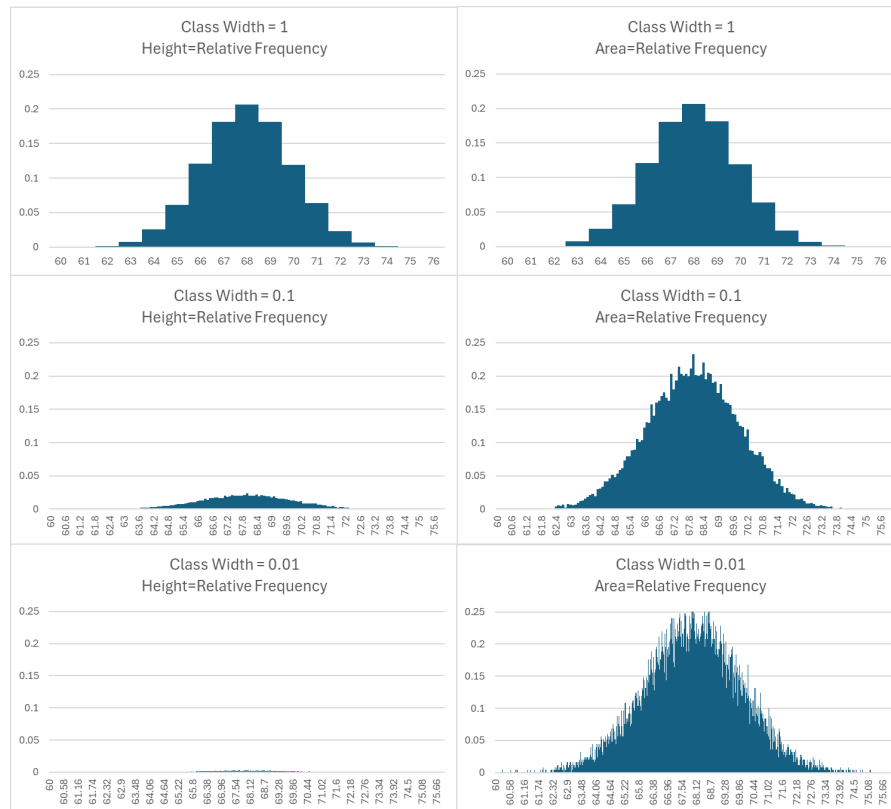 Class Width = 1
Height=Relative Frequency
0.25
0.2
0.15
0.1
0.05
0
60 61 62 63 64 65 66 67 68 69 70 71 72 73 74 75 76
Class Width = 1
Area=Relative Frequency
0.25
0.2
0.15
0.1
0.05
0
60 61 62 63 64 65 66 67 68 69 70 71 72 73 74 75 76
Class Width = 0.1
Height=Relative Frequency
0.25
0.2
0.15
0.1
0.05
0
60 60.6 61.2 61.8 62.4 63 63.6 64.2 64.8 65.4 66 66.6 67.2 67.8 68.4 69 69.6 70.2 70.8 71.4 72 72.6 73.2 73.8 74.4 75 75.6
Class Width = 0.1
Area=Relative Frequency
0.25
0.2
0.15
0.1
0.05
0
60 60.6 61.2 61.8 62.4 63 63.6 64.2 64.8 65.4 66 66.6 67.2 67.8 68.4 69 69.6 70.2 70.8 71.4 72 72.6 73.2 73.8 74.4 75 75.6
Class Width = 0.01
Height=Relative Frequency
0.25
0.2
0.15
0.1
0.05
0
60 60.58 61.16 61.74 62.32 62.9 63.48 64.06 64.64 65.22 65.8 66.38 66.96 67.54 68.12 68.7 69.28 69.86 70.44 71.02 71.6 72.18 72.76 73.34 73.92 74.5 75.08 75.66
Class Width = 0.01
Area=Relative Frequency
0.25
0.2
0.15
0.1
0.05
0
60 60.58 61.16 61.74 62.32 62.9 63.48 64.06 64.64 65.22 65.8 66.38 66.96 67.54 68.12 68.7 69.28 69.86 70.44 71.02 71.6 72.18 72.76 73.34 73.92 74.5 75.08 75.66